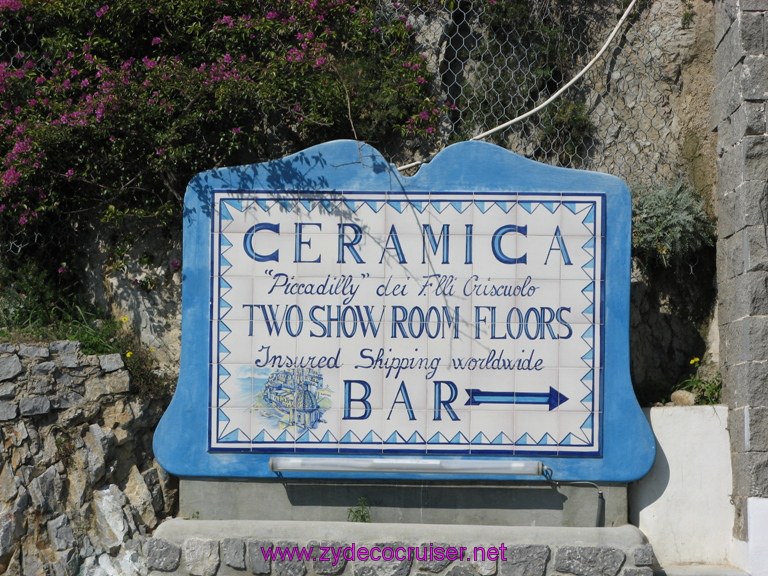 CERAMICA
"Piccadilly" dei F.lli Criscuolo
TWO SHOW ROOM FLOORS
Insured Shipping worldwide
BAR
www.zydecocruiser.net